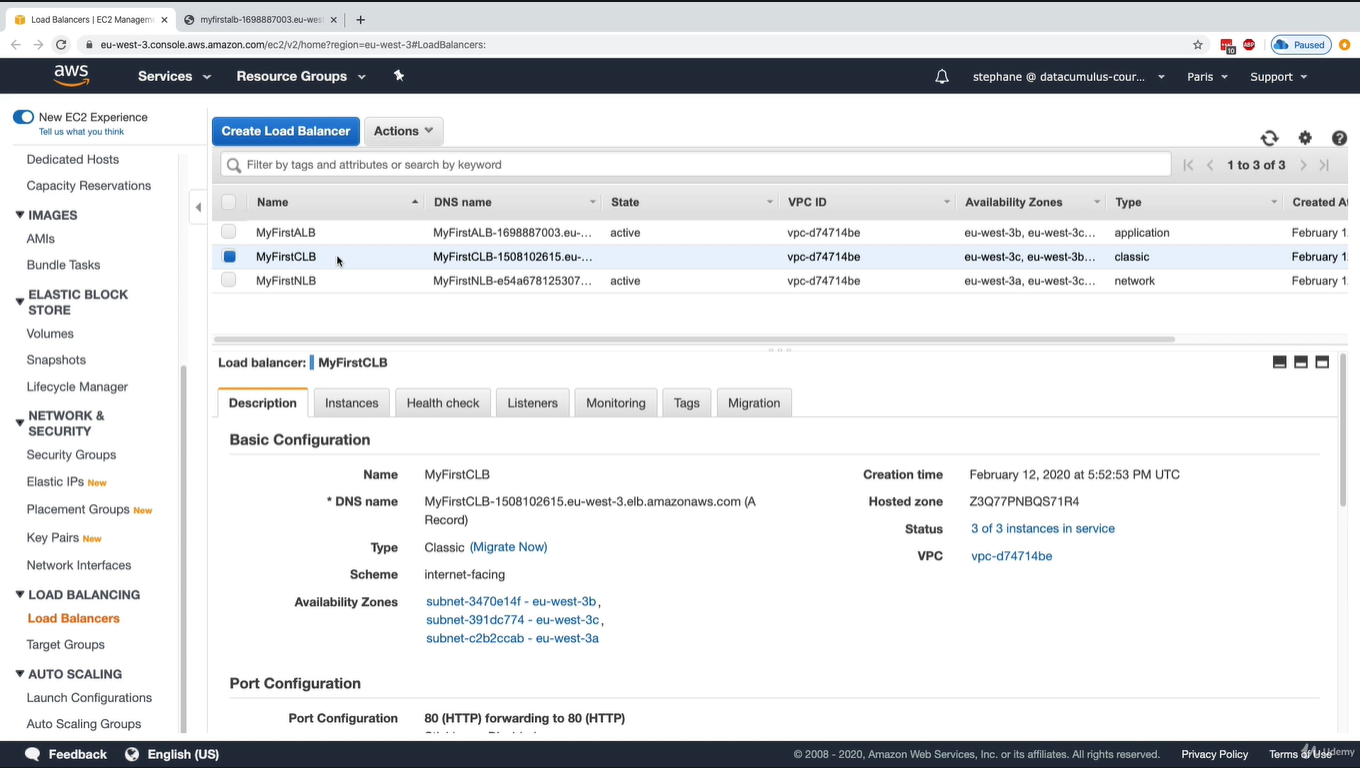 Load Balancers | EC2 Managem
myfirstalb-1698887003.eu-wes
eu-west-3.console.aws.amazon.com/ec2/v2/home?region=eu-west-3#LoadBalancers:
10
ABP
Paused
aws
Services
Resource Groups
stephane @ datacumulus-cour...
Paris
Support
New EC2 Experience
Tell us what you think
Dedicated Hosts
Capacity Reservations
IMAGES
AMIs
Bundle Tasks
ELASTIC BLOCK
STORE
Volumes
Snapshots
Lifecycle Manager
NETWORK &
SECURITY
Security Groups
Elastic IPs New
Placement Groups New
Key Pairs New
Network Interfaces
LOAD BALANCING
Load Balancers
Target Groups
AUTO SCALING
Launch Configurations
Auto Scaling Groups
Create Load Balancer
Actions
Filter by tags and attributes or search by keyword
1 to 3 of 3
Name DNS name State VPC ID Availability Zones Type Created At
MyFirstALB MyFirstALB-1698887003.eu-... active vpc-d74714be eu-west-3b, eu-west-3c... application February 1
MyFirstCLB MyFirstCLB-1508102615.eu-... vpc-d74714be eu-west-3c, eu-west-3b... classic February 1
MyFirstNLB MyFirstNLB-e54a678125307... active vpc-d74714be eu-west-3a, eu-west-3c... network February 1
Load balancer: MyFirstCLB
Description Instances Health check Listeners Monitoring Tags Migration
Basic Configuration
Name MyFirstCLB
* DNS name MyFirstCLB-1508102615.eu-west-3.elb.amazonaws.com (A
Record)
Type Classic (Migrate Now)
Scheme internet-facing
Availability Zones subnet-3470e14f - eu-west-3b,
subnet-391dc774 - eu-west-3c,
subnet-c2b2ccab - eu-west-3a
Creation time February 12, 2020 at 5:52:53 PM UTC
Hosted zone Z3Q77PNBQS71R4
Status 3 of 3 instances in service
VPC vpc-d74714be
Port Configuration
Port Configuration 80 (HTTP) forwarding to 80 (HTTP)
Feedback
English (US)
© 2008 - 2020, Amazon Web Services, Inc. or its affiliates. All rights reserved.
Privacy Policy
Terms of Use
Udemy